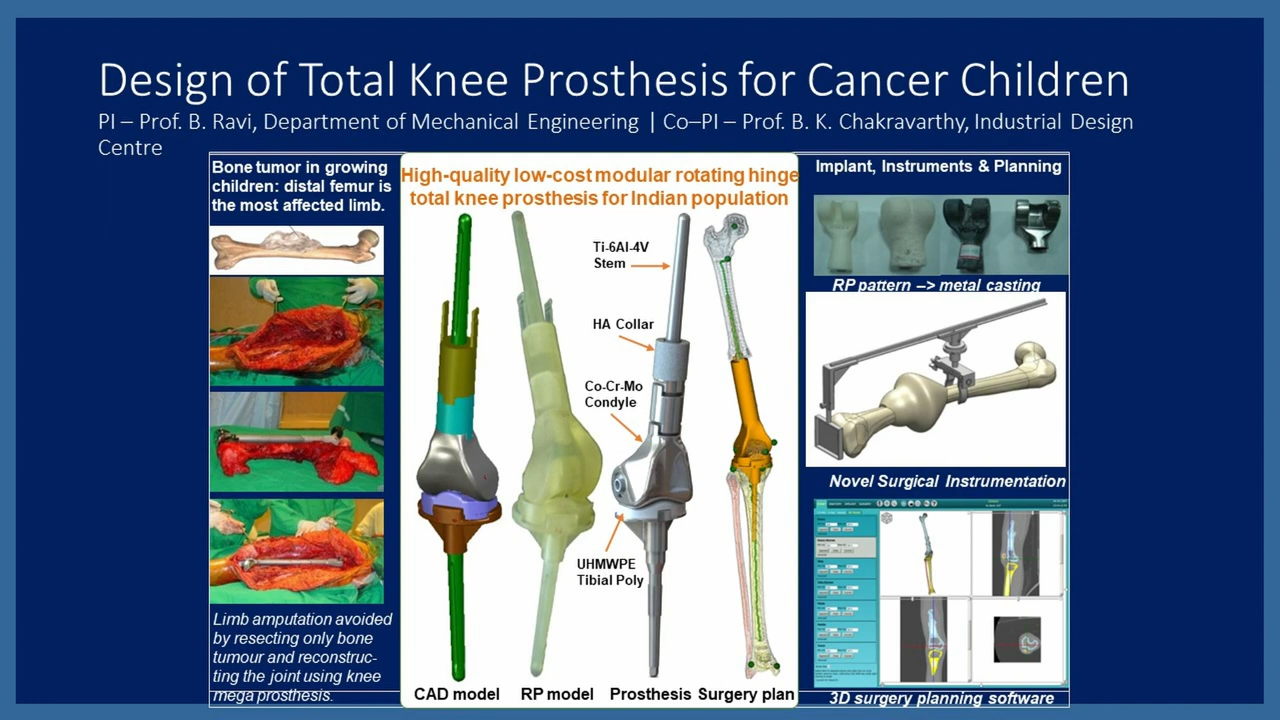 Design of Total Knee Prosthesis for Cancer Children
PI – Prof. B. Ravi, Department of Mechanical Engineering | Co–PI – Prof. B. K. Chakravarthy, Industrial Design
Centre
Bone tumor in growing
children: distal femur is
the most affected limb.
Limb amputation avoided
by resecting only bone
tumour and reconstruc-
ting the joint using knee
mega prosthesis.
High-quality low-cost modular rotating hinge
total knee prosthesis for Indian population
Ti-6Al-4V
Stem
HA Collar
Co-Cr-Mo
Condyle
UHMWPE
Tibial Poly
CAD model
RP model
Prosthesis
Surgery plan
Implant, Instruments & Planning
RP pattern –> metal casting
Novel Surgical Instrumentation
3D surgery planning software